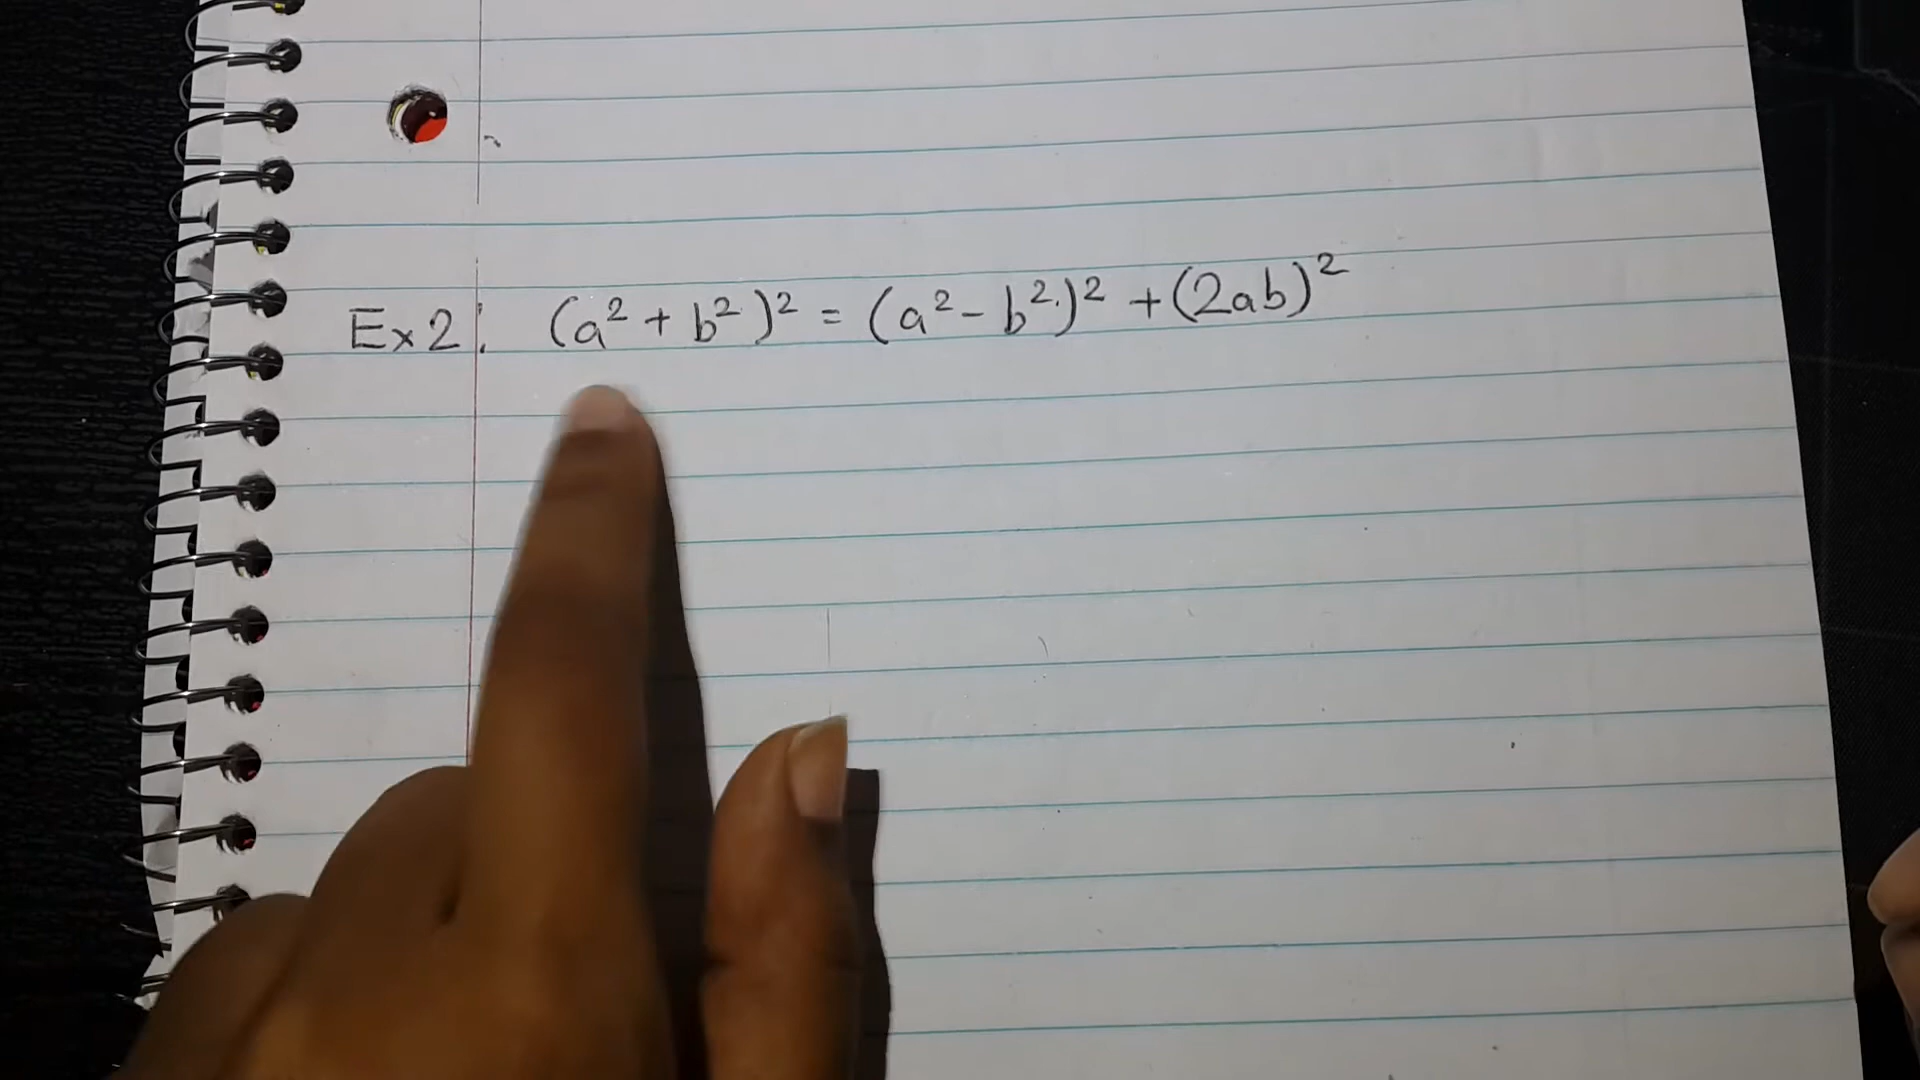 Ex 2: (a² + b²)² = (a² - b²)² + (2ab)²